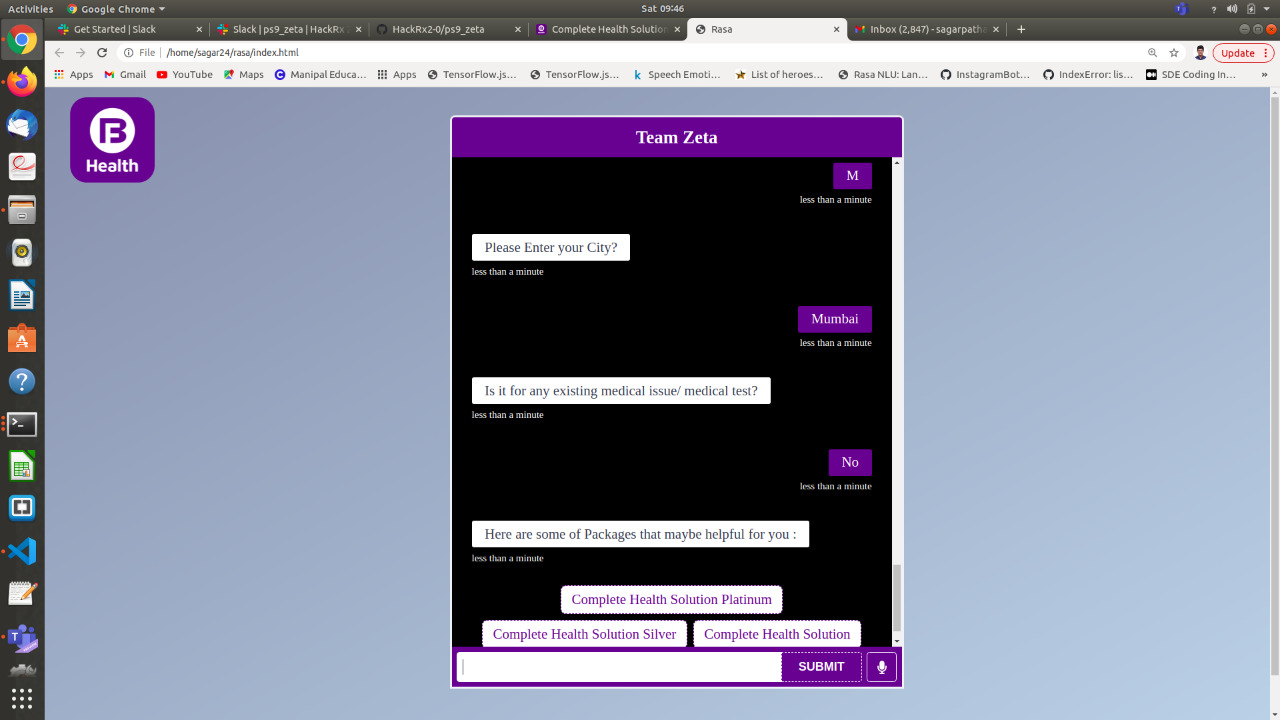 Activities Google Chrome Sat 09:46 ?
Get Started | Slack Slack | ps9_zeta | HackRx HackRx2-0/ps9_zeta Complete Health Solution Rasa Inbox (2,847) - sagarpatha
File | /home/sagar24/rasa/index.html Update
Apps Gmail YouTube Maps Manipal Educa… Apps TensorFlow.js… TensorFlow.js… Speech Emotio… List of heroes… Rasa NLU: Lan… InstagramBot… IndexError: lis… SDE Coding In… »
B
Health
Team Zeta
M
less than a minute
Please Enter your City?
less than a minute
Mumbai
less than a minute
Is it for any existing medical issue/ medical test?
less than a minute
No
less than a minute
Here are some of Packages that maybe helpful for you :
less than a minute
Complete Health Solution Platinum
Complete Health Solution Silver Complete Health Solution
SUBMIT